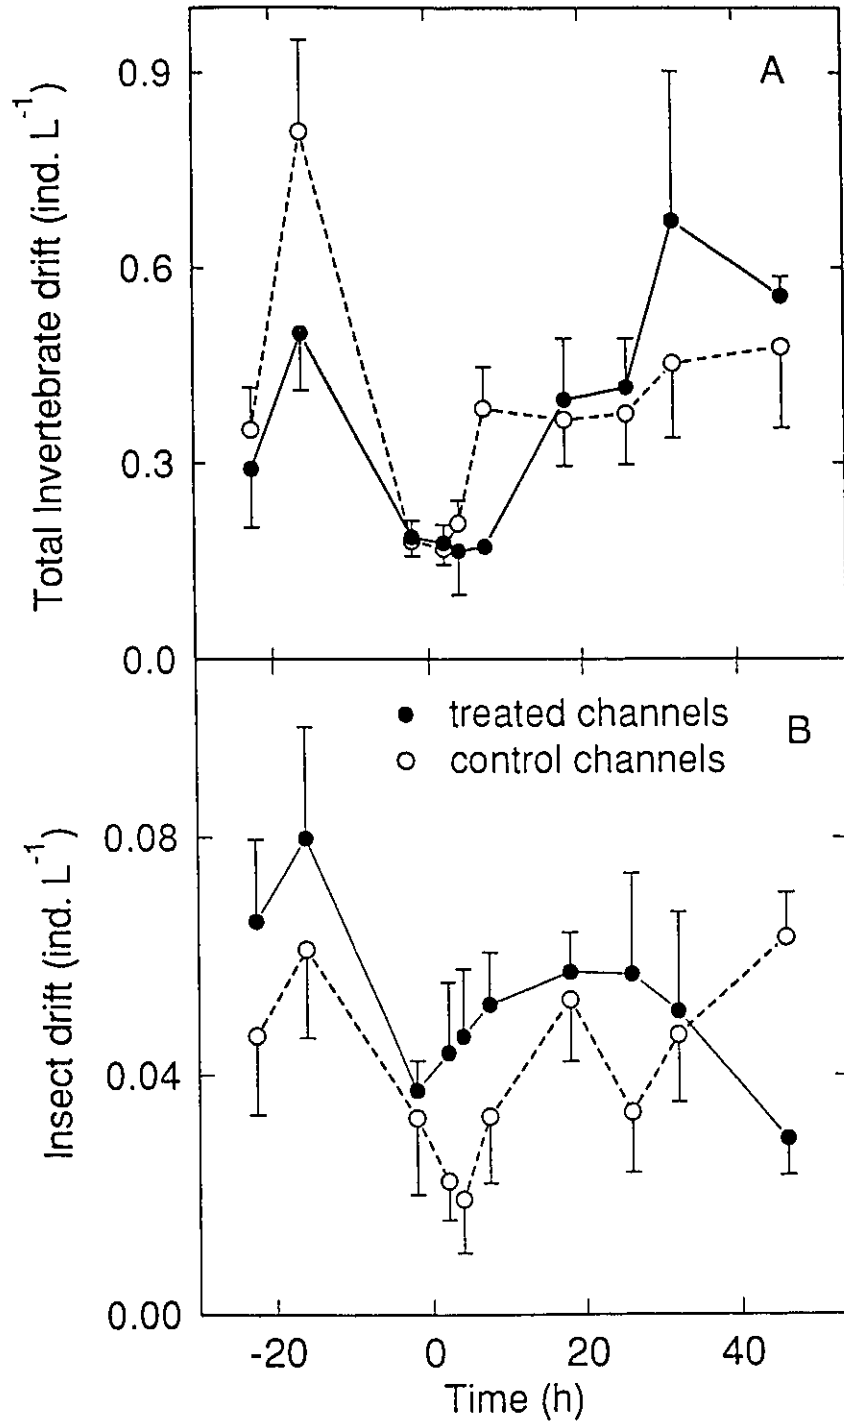 A
Total Invertebrate drift (ind. L-1)
0.9
0.6
0.3
0.0
treated channels
control channels
B
Insect drift (ind. L-1)
0.08
0.04
0.00
-20 0 20 40
Time (h)